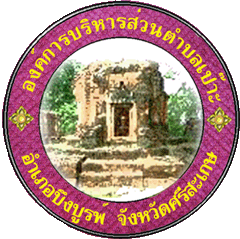 องค์การบริหารส่วนตำบลเป๊าะ
อำเภอบึงบูรพ์ จังหวัดศรีสะเกษ